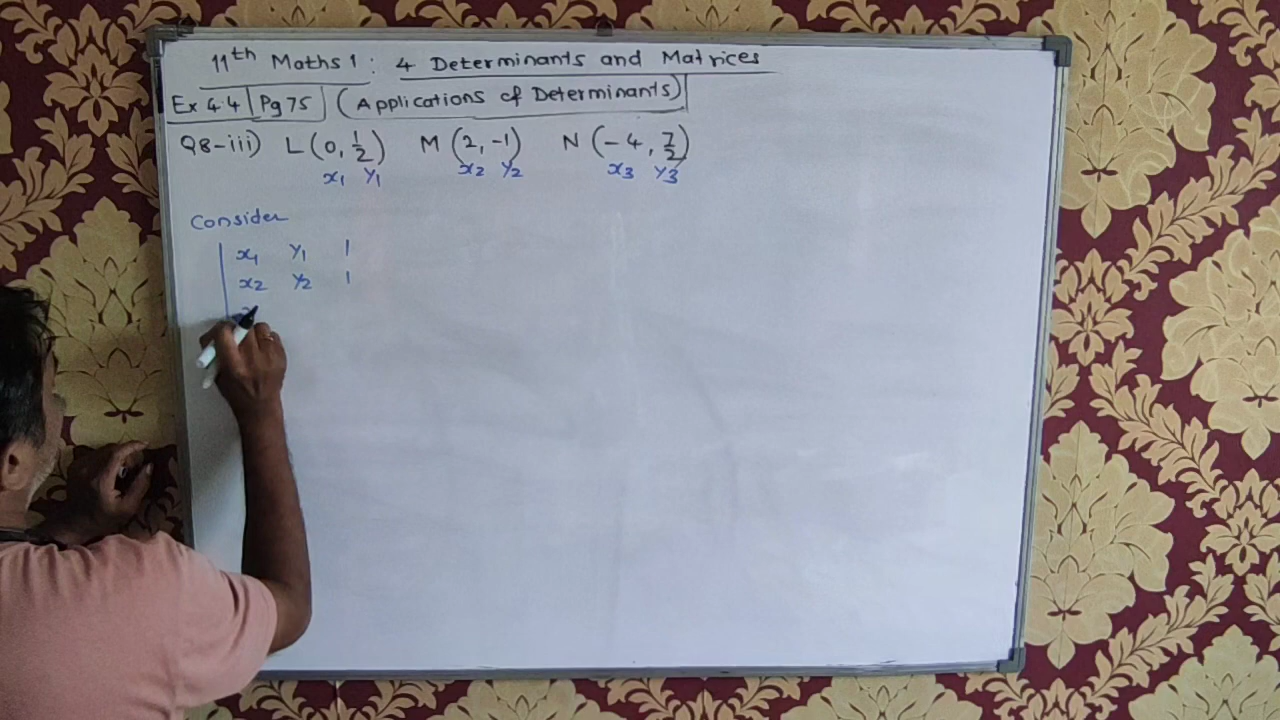 11th Maths 1 : 4 Determinants and Matrices
Ex 4.4 | Pg 75 (Applications of Determinants)
Q8-iii) L(0, 1/2) M(2, -1) N(-4, 7/2)
x1 y1 x2 y2 x3 y3
Consider
x1 y1 1
x2 y2 1